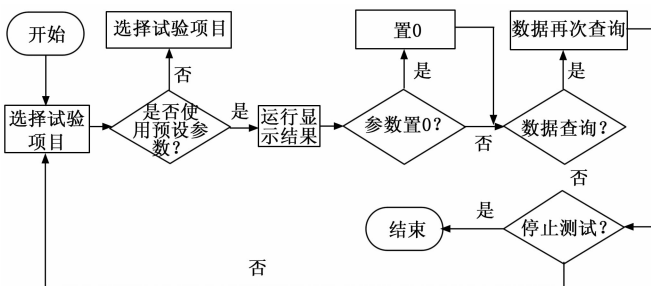 开始
选择试验项目
置0
数据再次查询
否
是
是
选择试验
项目
是否使
用预设参
数？
是
运行显
示结果
参数置0？
否
数据查询？
否
结束
是
停止测试？
否